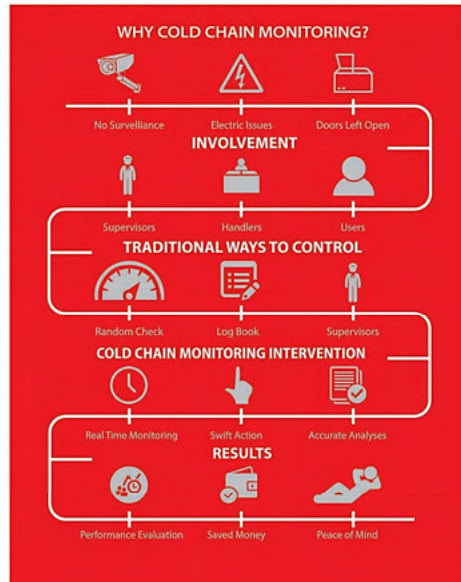 WHY COLD CHAIN MONITORING?
No Survelliance Electric Issues Doors Left Open
INVOLVEMENT
Supervisors Handlers Users
TRADITIONAL WAYS TO CONTROL
Random Check Log Book Supervisors
COLD CHAIN MONITORING INTERVENTION
Real Time Monitoring Swift Action Accurate Analyses
RESULTS
Performance Evaluation Saved Money Peace of Mind